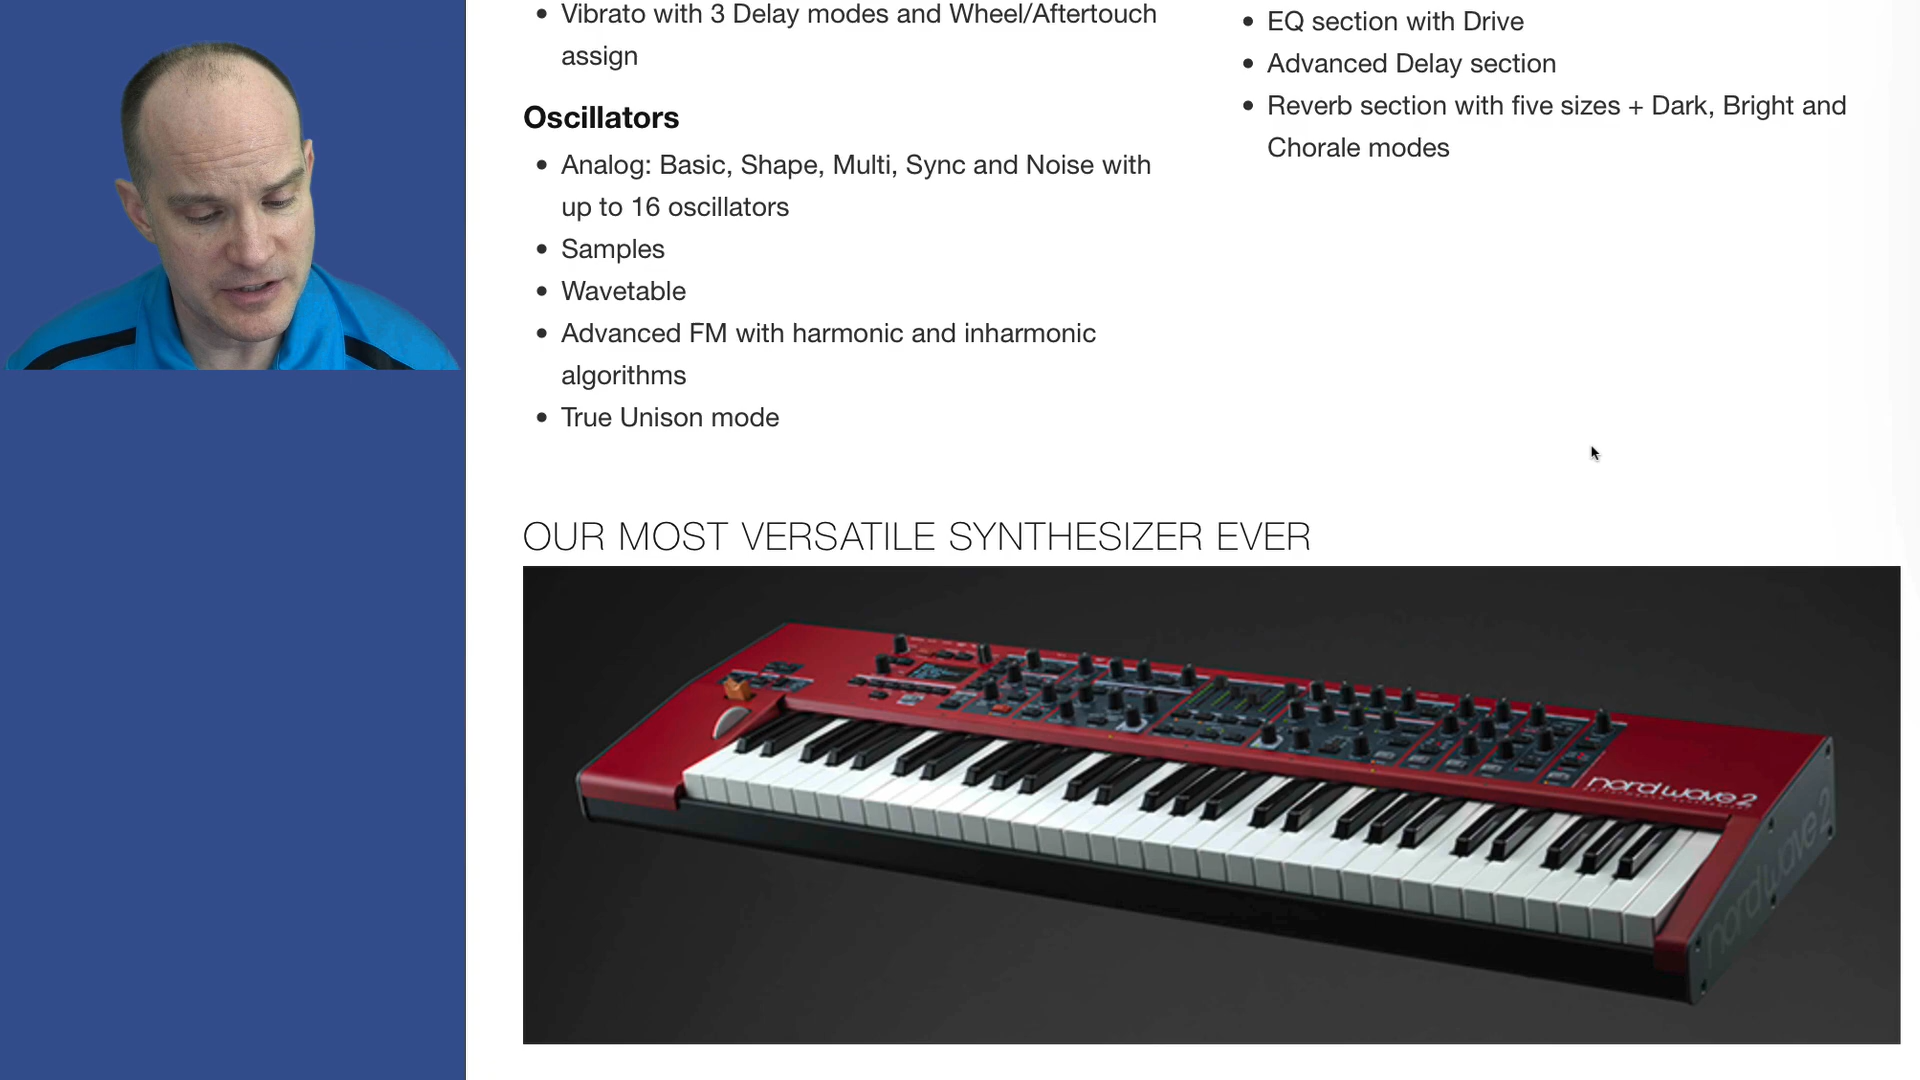 Vibrato with 3 Delay modes and Wheel/Aftertouch
assign
Oscillators
Analog: Basic, Shape, Multi, Sync and Noise with
up to 16 oscillators
Samples
Wavetable
Advanced FM with harmonic and inharmonic
algorithms
True Unison mode
EQ section with Drive
Advanced Delay section
Reverb section with five sizes + Dark, Bright and
Chorale modes
OUR MOST VERSATILE SYNTHESIZER EVER
nord wave 2
nord wave 2